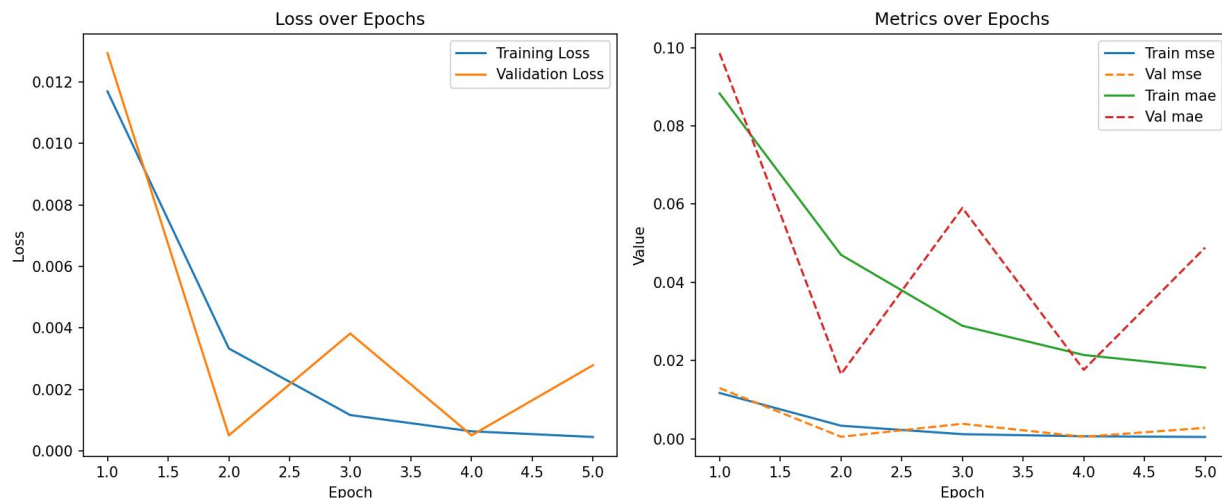 Loss over Epochs
Training Loss
Validation Loss
0.012
0.010
0.008
0.006
0.004
0.002
0.000
Loss
1.0 1.5 2.0 2.5 3.0 3.5 4.0 4.5 5.0
Epoch
Metrics over Epochs
Train mse
Val mse
Train mae
Val mae
0.10
0.08
0.06
0.04
0.02
0.00
Value
1.0 1.5 2.0 2.5 3.0 3.5 4.0 4.5 5.0
Epoch